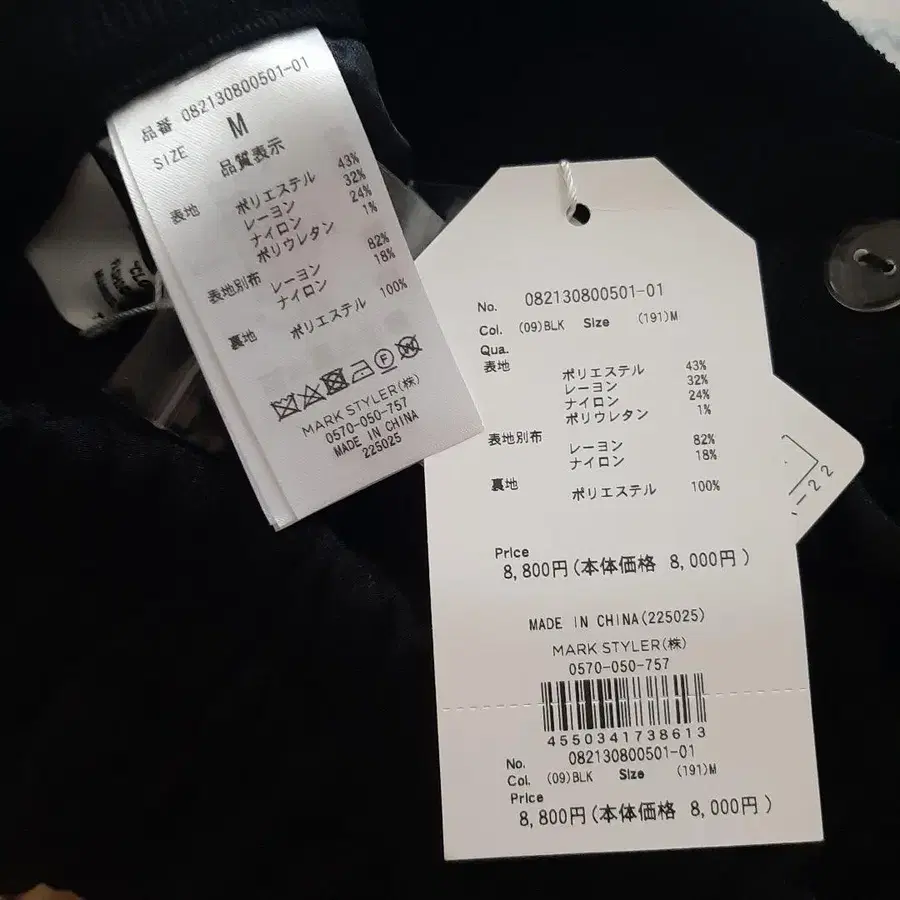 品番 082130800501-01
SIZE M
品質表示
表地 ポリエステル 43%
レーヨン 32%
ナイロン 24%
ポリウレタン 1%
表地別布 レーヨン 82%
ナイロン 18%
裏地 ポリエステル 100%
MARK STYLER(株)
0570-050-757
MADE IN CHINA
225025
No. 082130800501-01
Col. (09)BLK Size (191)M
Qua.
表地 ポリエステル 43%
レーヨン 32%
ナイロン 24%
ポリウレタン 1%
表地別布 レーヨン 82%
ナイロン 18%
裏地 ポリエステル 100%
Price
8,800円(本体価格 8,000円)
MADE IN CHINA(225025)
MARK STYLER(株)
0570-050-757
4550341738613
No. 082130800501-01
Col. (09)BLK Size (191)M
Price
8,800円(本体価格 8,000円)